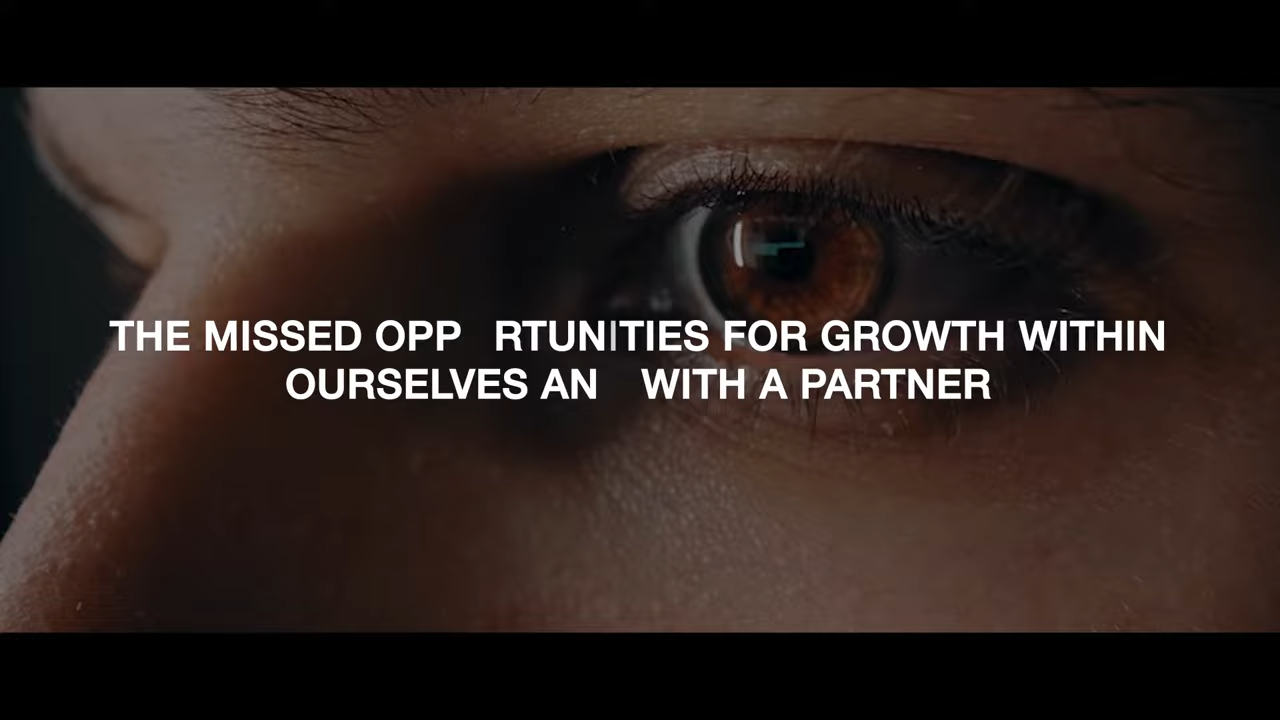 THE MISSED OPP RTUNITIES FOR GROWTH WITHIN
OURSELVES AN WITH A PARTNER